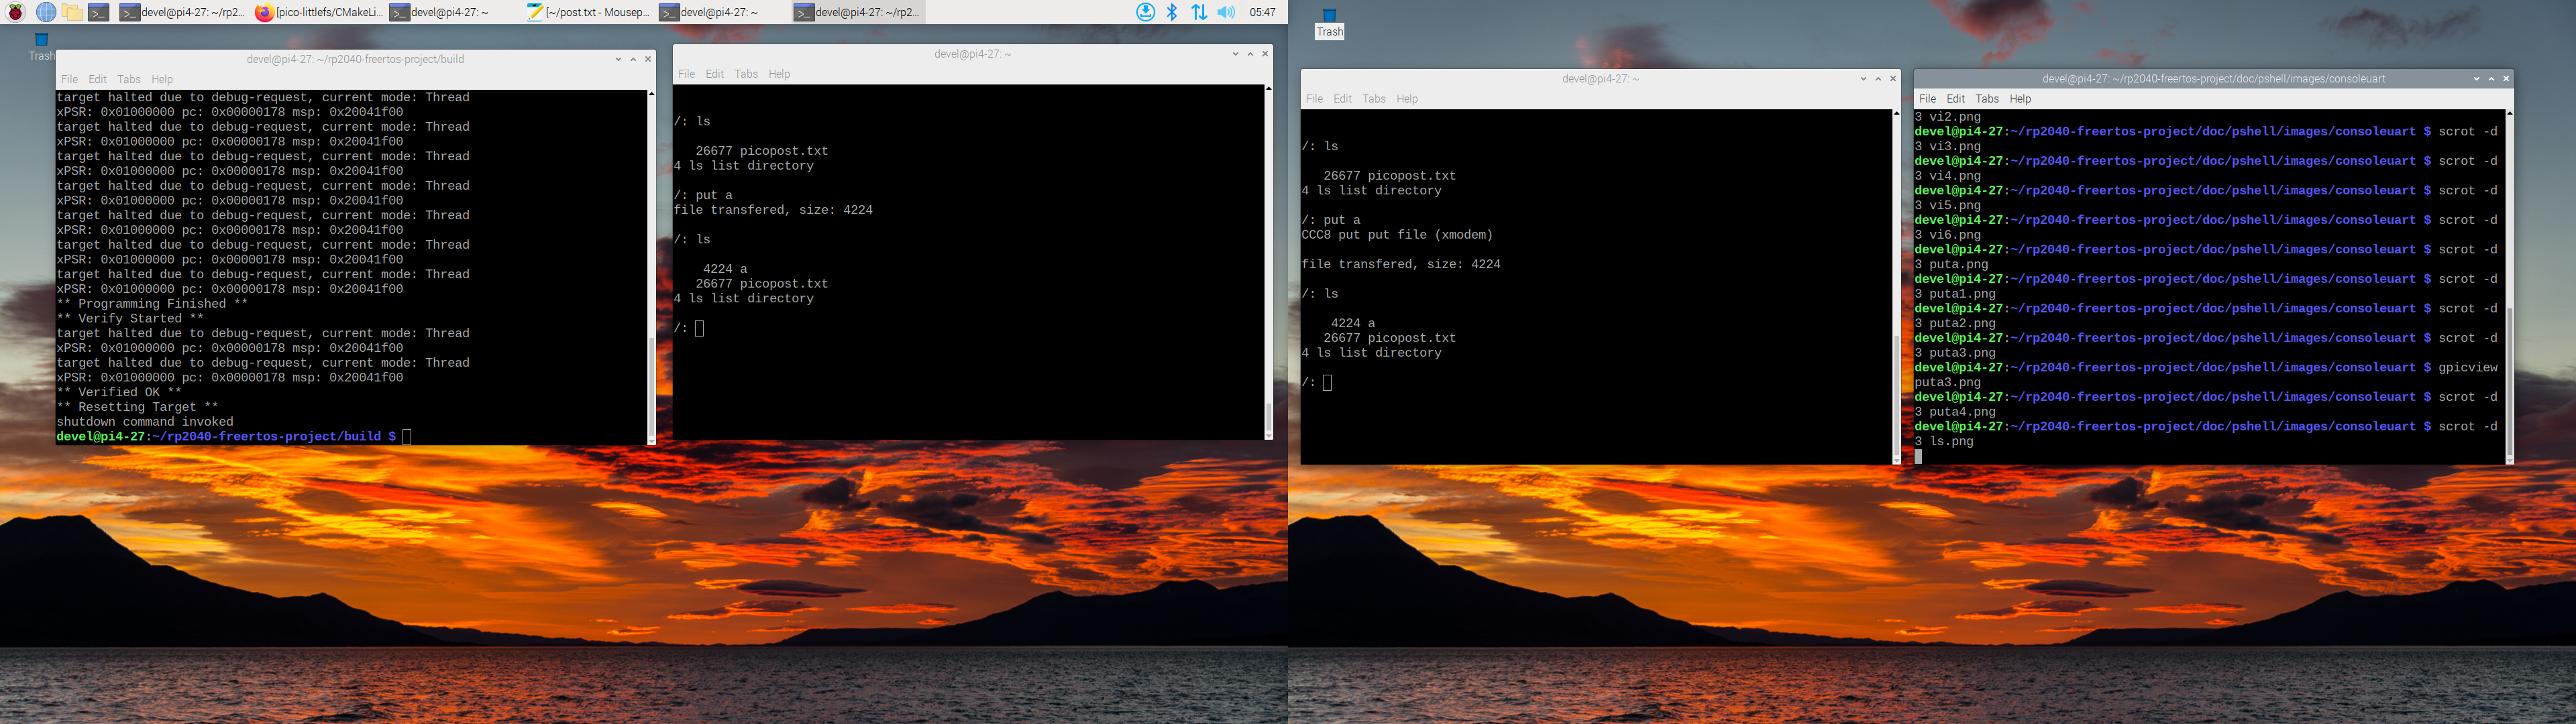 devel@pi4-27: ~/rp2...
[pico-littlefs/CMakeLi...
devel@pi4-27: ~
[~/post.txt - Mousep...
devel@pi4-27: ~
devel@pi4-27: ~/rp2...
05:47
Trash
devel@pi4-27: ~/rp2040-freertos-project/build
File Edit Tabs Help
target halted due to debug-request, current mode: Thread
xPSR: 0x01000000 pc: 0x00000178 msp: 0x20041f00
target halted due to debug-request, current mode: Thread
xPSR: 0x01000000 pc: 0x00000178 msp: 0x20041f00
target halted due to debug-request, current mode: Thread
xPSR: 0x01000000 pc: 0x00000178 msp: 0x20041f00
target halted due to debug-request, current mode: Thread
xPSR: 0x01000000 pc: 0x00000178 msp: 0x20041f00
target halted due to debug-request, current mode: Thread
xPSR: 0x01000000 pc: 0x00000178 msp: 0x20041f00
target halted due to debug-request, current mode: Thread
xPSR: 0x01000000 pc: 0x00000178 msp: 0x20041f00
target halted due to debug-request, current mode: Thread
xPSR: 0x01000000 pc: 0x00000178 msp: 0x20041f00
** Programming Finished **
** Verify Started **
target halted due to debug-request, current mode: Thread
xPSR: 0x01000000 pc: 0x00000178 msp: 0x20041f00
target halted due to debug-request, current mode: Thread
xPSR: 0x01000000 pc: 0x00000178 msp: 0x20041f00
** Verified OK **
** Resetting Target **
shutdown command invoked
devel@pi4-27:~/rp2040-freertos-project/build $
devel@pi4-27: ~
File Edit Tabs Help
/: ls
26677 picopost.txt
4 ls list directory
/: put a
file transfered, size: 4224
/: ls
4224 a
26677 picopost.txt
4 ls list directory
/:
Trash
devel@pi4-27: ~
File Edit Tabs Help
/: ls
26677 picopost.txt
4 ls list directory
/: put a
CCC8 put put file (xmodem)
file transfered, size: 4224
/: ls
4224 a
26677 picopost.txt
4 ls list directory
/:
devel@pi4-27: ~/rp2040-freertos-project/doc/pshell/images/consoleuart
File Edit Tabs Help
3 vi2.png
devel@pi4-27:~/rp2040-freertos-project/doc/pshell/images/consoleuart $ scrot -d
3 vi3.png
devel@pi4-27:~/rp2040-freertos-project/doc/pshell/images/consoleuart $ scrot -d
3 vi4.png
devel@pi4-27:~/rp2040-freertos-project/doc/pshell/images/consoleuart $ scrot -d
3 vi5.png
devel@pi4-27:~/rp2040-freertos-project/doc/pshell/images/consoleuart $ scrot -d
3 vi6.png
devel@pi4-27:~/rp2040-freertos-project/doc/pshell/images/consoleuart $ scrot -d
3 puta.png
devel@pi4-27:~/rp2040-freertos-project/doc/pshell/images/consoleuart $ scrot -d
3 puta1.png
devel@pi4-27:~/rp2040-freertos-project/doc/pshell/images/consoleuart $ scrot -d
3 puta2.png
devel@pi4-27:~/rp2040-freertos-project/doc/pshell/images/consoleuart $ scrot -d
3 puta3.png
devel@pi4-27:~/rp2040-freertos-project/doc/pshell/images/consoleuart $ gpicview
puta3.png
devel@pi4-27:~/rp2040-freertos-project/doc/pshell/images/consoleuart $ scrot -d
3 puta4.png
devel@pi4-27:~/rp2040-freertos-project/doc/pshell/images/consoleuart $ scrot -d
3 ls.png